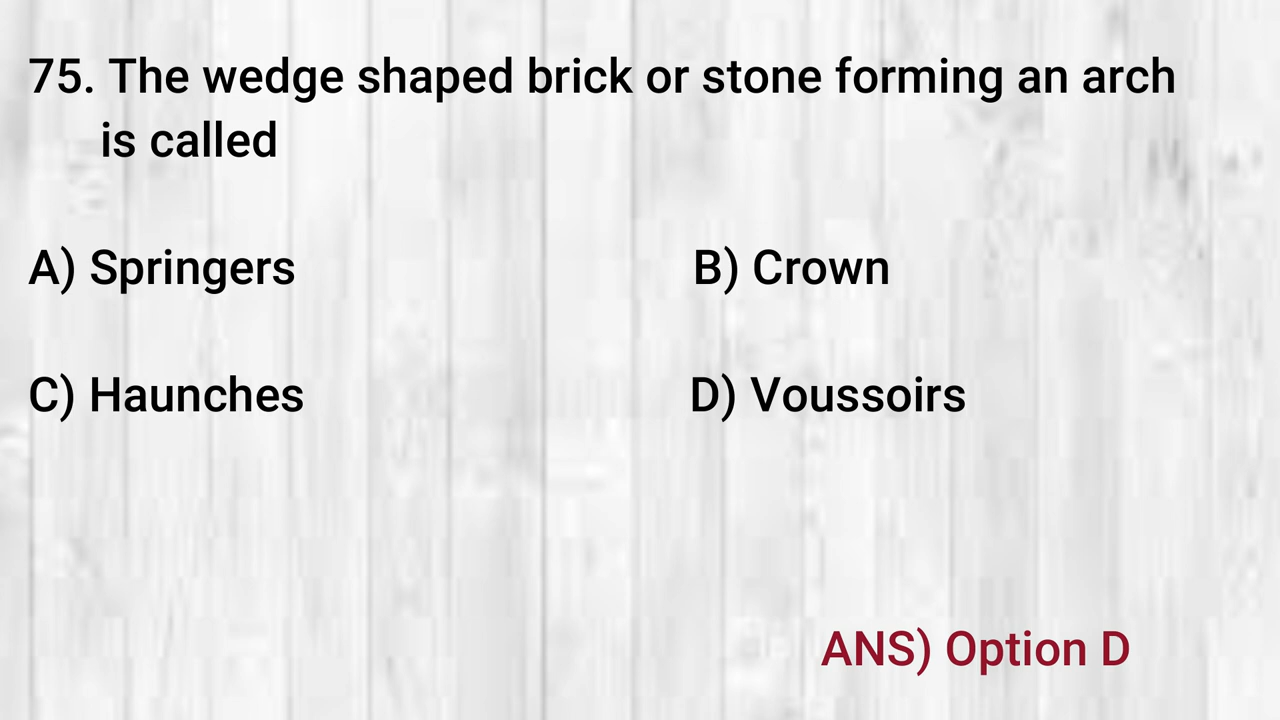 75. The wedge shaped brick or stone forming an arch
is called
A) Springers B) Crown
C) Haunches D) Voussoirs
ANS) Option D